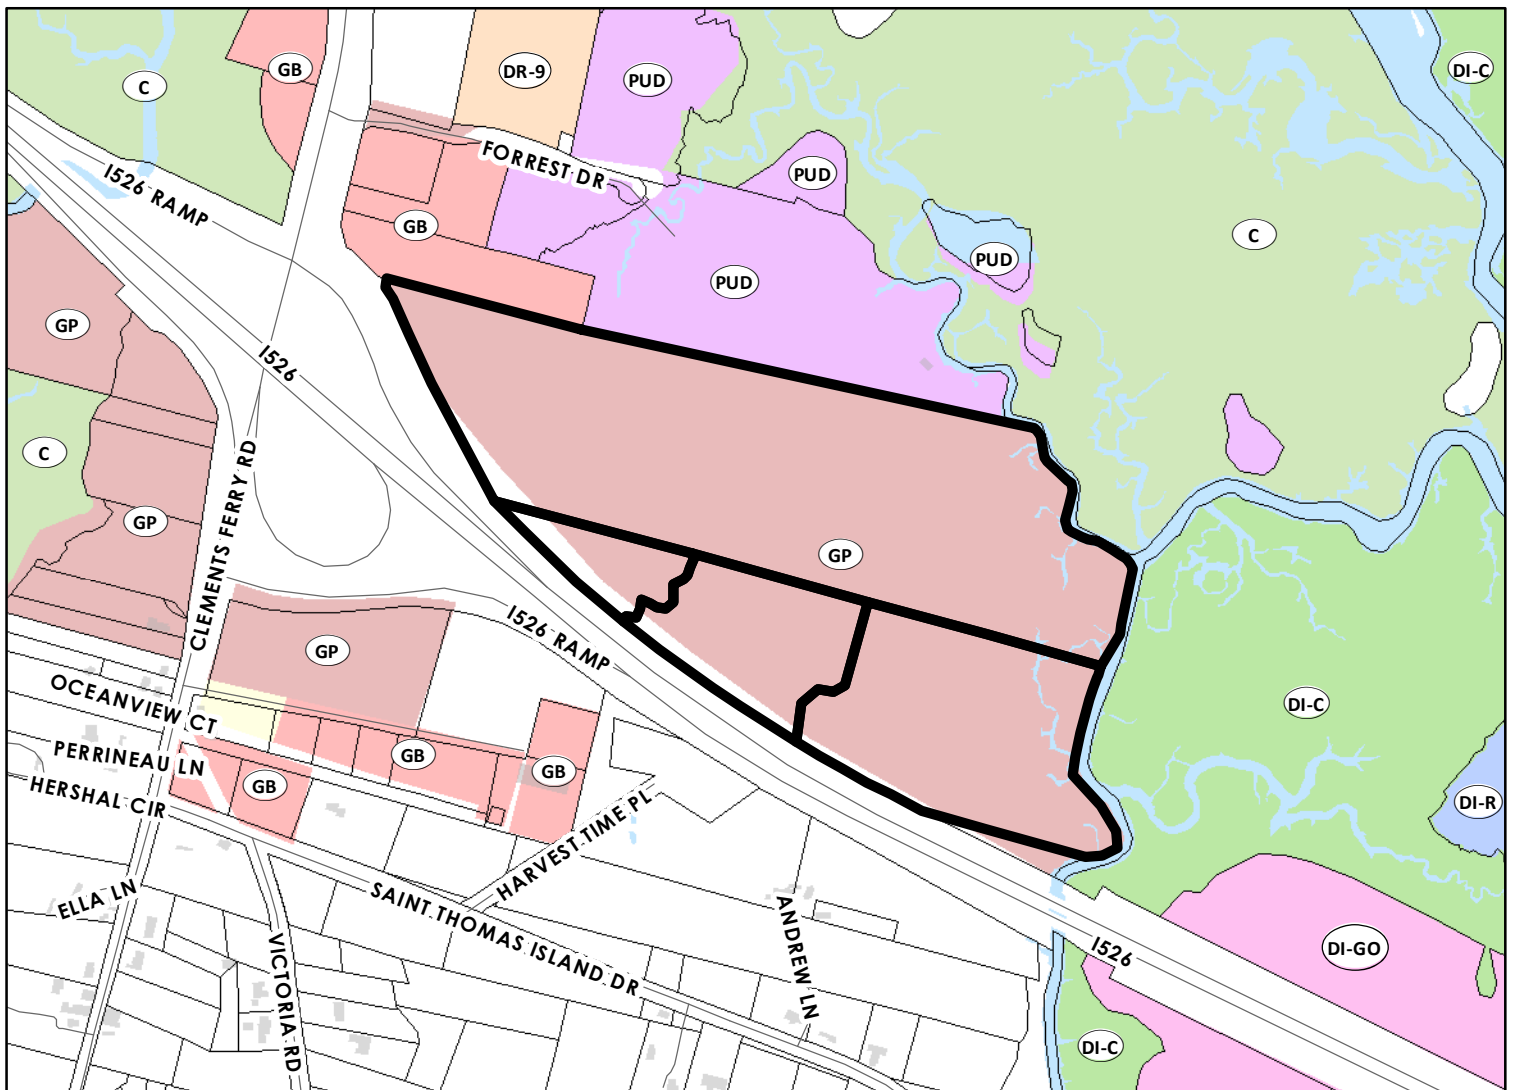 GB
DR-9
PUD
DI-C
C
FORREST DR
I526 RAMP
PUD
GB
C
PUD
PUD
GP
I526
C
CLEMENTS FERRY RD
GP
GP
I526 RAMP
GP
OCEANVIEW CT
DI-C
PERRINEAU LN
GB
GB
HERSHAL CIR
GB
DI-R
HARVEST TIME PL
ELLA LN
SAINT THOMAS ISLAND DR
ANDREW LN
VICTORIA RD
I526
DI-GO
DI-C